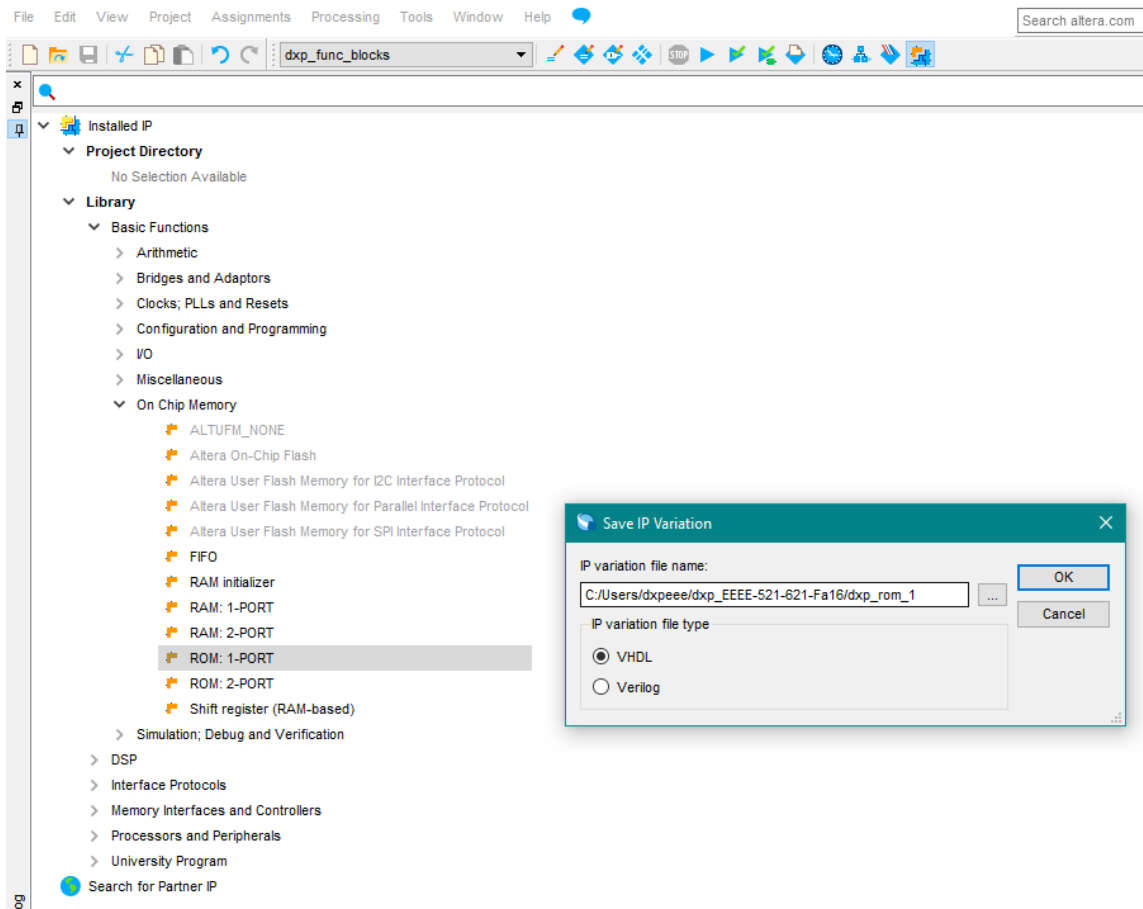 File Edit View Project Assignments Processing Tools Window Help
Search altera.com
dxp_func_blocks
STOP
Installed IP
Project Directory
No Selection Available
Library
Basic Functions
Arithmetic
Bridges and Adaptors
Clocks; PLLs and Resets
Configuration and Programming
I/O
Miscellaneous
On Chip Memory
ALTUFM_NONE
Altera On-Chip Flash
Altera User Flash Memory for I2C Interface Protocol
Altera User Flash Memory for Parallel Interface Protocol
Altera User Flash Memory for SPI Interface Protocol
FIFO
RAM initializer
RAM: 1-PORT
RAM: 2-PORT
ROM: 1-PORT
ROM: 2-PORT
Shift register (RAM-based)
Simulation; Debug and Verification
DSP
Interface Protocols
Memory Interfaces and Controllers
Processors and Peripherals
University Program
Search for Partner IP
Save IP Variation
IP variation file name:
C:/Users/dxpeee/dxp_EEEE-521-621-Fa16/dxp_rom_1
...
OK
Cancel
IP variation file type
VHDL
Verilog